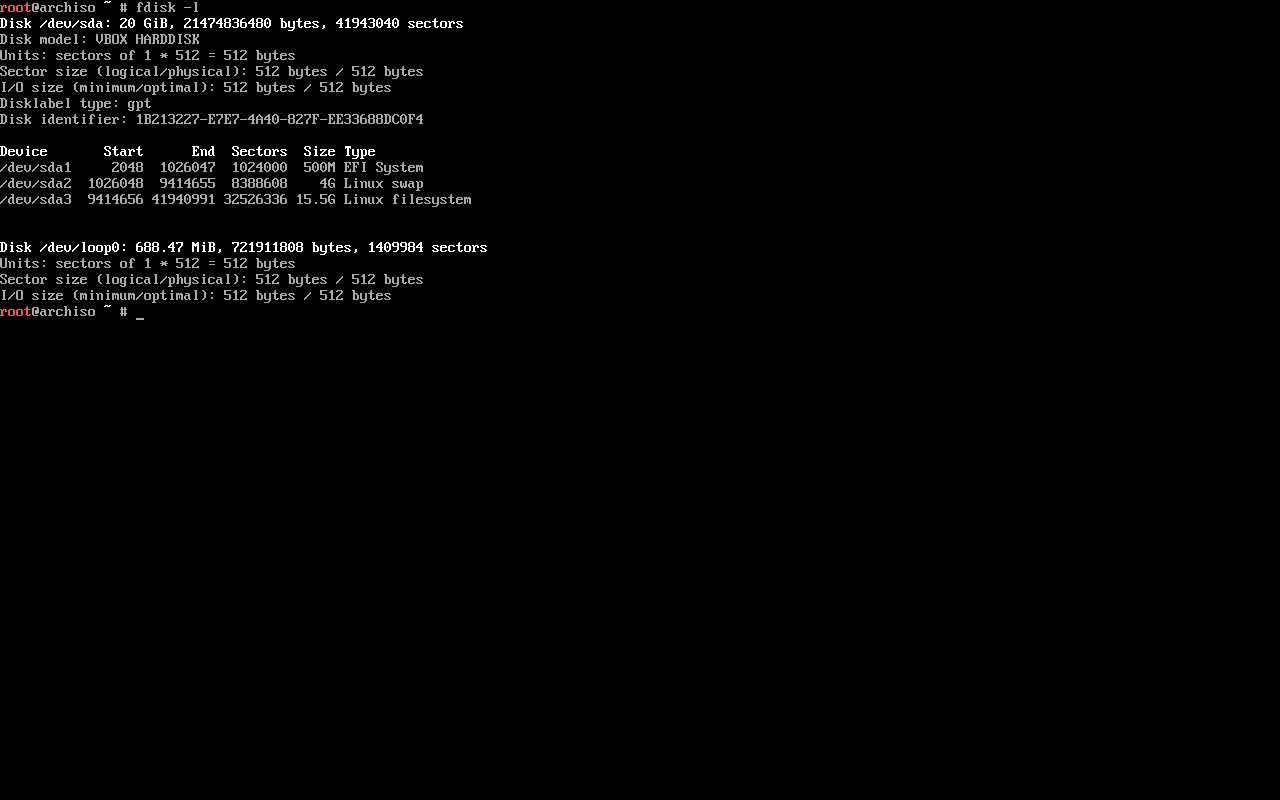 root@archiso ~ # fdisk -l
Disk /dev/sda: 20 GiB, 21474836480 bytes, 41943040 sectors
Disk model: VBOX HARDDISK
Units: sectors of 1 * 512 = 512 bytes
Sector size (logical/physical): 512 bytes / 512 bytes
I/O size (minimum/optimal): 512 bytes / 512 bytes
Disklabel type: gpt
Disk identifier: 1B213227-E7E7-4A40-827F-EE33688DC0F4

Device       Start      End  Sectors  Size Type
/dev/sda1     2048  1026047  1024000  500M EFI System
/dev/sda2  1026048  9414655  8388608    4G Linux swap
/dev/sda3  9414656 41940991 32526336 15.5G Linux filesystem


Disk /dev/loop0: 688.47 MiB, 721911808 bytes, 1409984 sectors
Units: sectors of 1 * 512 = 512 bytes
Sector size (logical/physical): 512 bytes / 512 bytes
I/O size (minimum/optimal): 512 bytes / 512 bytes
root@archiso ~ # _